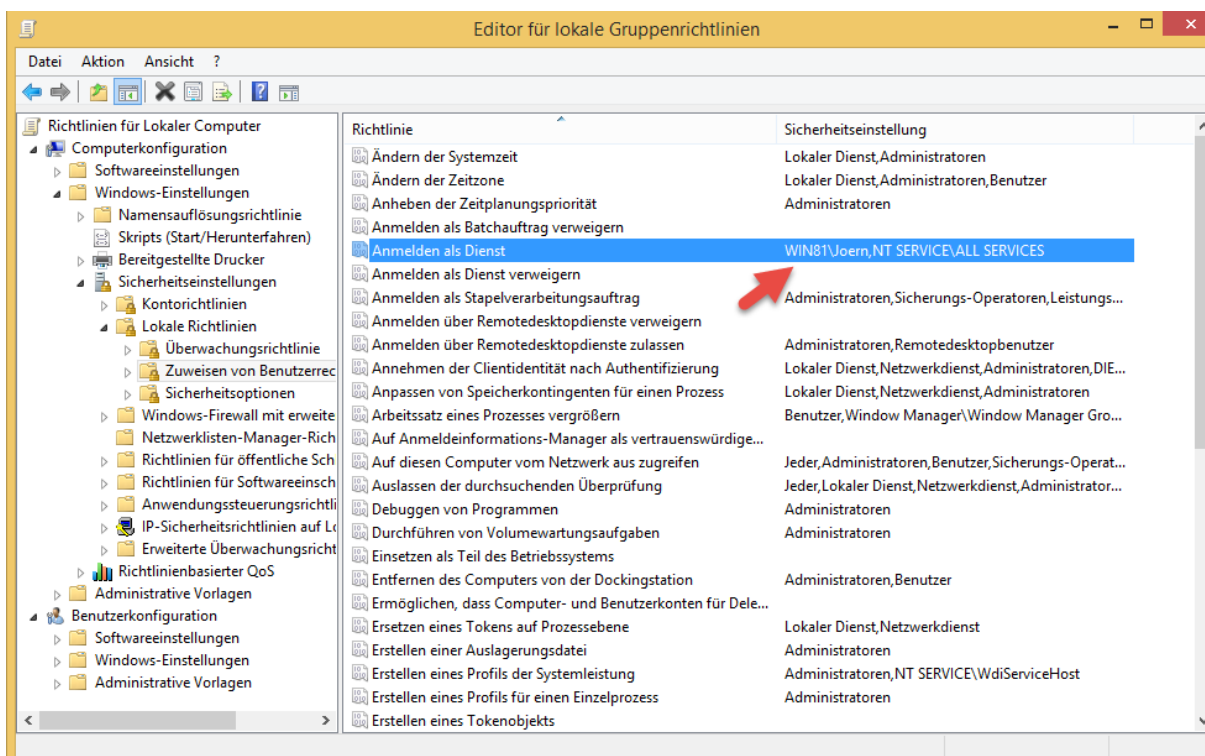 Editor für lokale Gruppenrichtlinien
Datei Aktion Ansicht ?
Richtlinien für Lokaler Computer
Computerkonfiguration
Softwareeinstellungen
Windows-Einstellungen
Namensauflösungsrichtlinie
Skripts (Start/Herunterfahren)
Bereitgestellte Drucker
Sicherheitseinstellungen
Kontorichtlinien
Lokale Richtlinien
Überwachungsrichtlinie
Zuweisen von Benutzerrec
Sicherheitsoptionen
Windows-Firewall mit erweite
Netzwerklisten-Manager-Rich
Richtlinien für öffentliche Sch
Richtlinien für Softwareeinsch
Anwendungssteuerungsrichtli
IP-Sicherheitsrichtlinien auf Lo
Erweiterte Überwachungsricht
Richtlinienbasierter QoS
Administrative Vorlagen
Benutzerkonfiguration
Softwareeinstellungen
Windows-Einstellungen
Administrative Vorlagen
Richtlinie Sicherheitseinstellung
Ändern der Systemzeit Lokaler Dienst,Administratoren
Ändern der Zeitzone Lokaler Dienst,Administratoren,Benutzer
Anheben der Zeitplanungspriorität Administratoren
Anmelden als Batchauftrag verweigern
Anmelden als Dienst WIN81\Joern,NT SERVICE\ALL SERVICES
Anmelden als Dienst verweigern
Anmelden als Stapelverarbeitungsauftrag Administratoren,Sicherungs-Operatoren,Leistungs...
Anmelden über Remotedesktopdienste verweigern
Anmelden über Remotedesktopdienste zulassen Administratoren,Remotedesktopbenutzer
Annehmen der Clientidentität nach Authentifizierung Lokaler Dienst,Netzwerkdienst,Administratoren,DIE...
Anpassen von Speicherkontingenten für einen Prozess Lokaler Dienst,Netzwerkdienst,Administratoren
Arbeitssatz eines Prozesses vergrößern Benutzer,Window Manager\Window Manager Gro...
Auf Anmeldeinformations-Manager als vertrauenswürdige...
Auf diesen Computer vom Netzwerk aus zugreifen Jeder,Administratoren,Benutzer,Sicherungs-Operat...
Auslassen der durchsuchenden Überprüfung Jeder,Lokaler Dienst,Netzwerkdienst,Administrator...
Debuggen von Programmen Administratoren
Durchführen von Volumewartungsaufgaben Administratoren
Einsetzen als Teil des Betriebssystems
Entfernen des Computers von der Dockingstation Administratoren,Benutzer
Ermöglichen, dass Computer- und Benutzerkonten für Dele...
Ersetzen eines Tokens auf Prozessebene Lokaler Dienst,Netzwerkdienst
Erstellen einer Auslagerungsdatei Administratoren
Erstellen eines Profils der Systemleistung Administratoren,NT SERVICE\WdiServiceHost
Erstellen eines Profils für einen Einzelprozess Administratoren
Erstellen eines Tokenobjekts